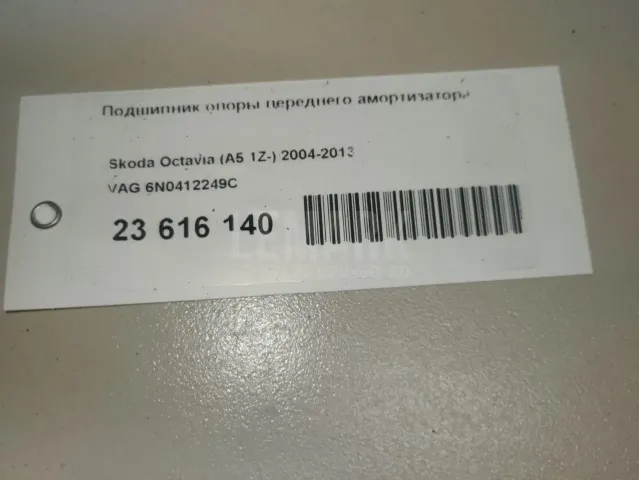 Подшипник опоры переднего амортизатора
Skoda Octavia (A5 1Z-) 2004-2013
VAG 6N0412249C
23 616 140